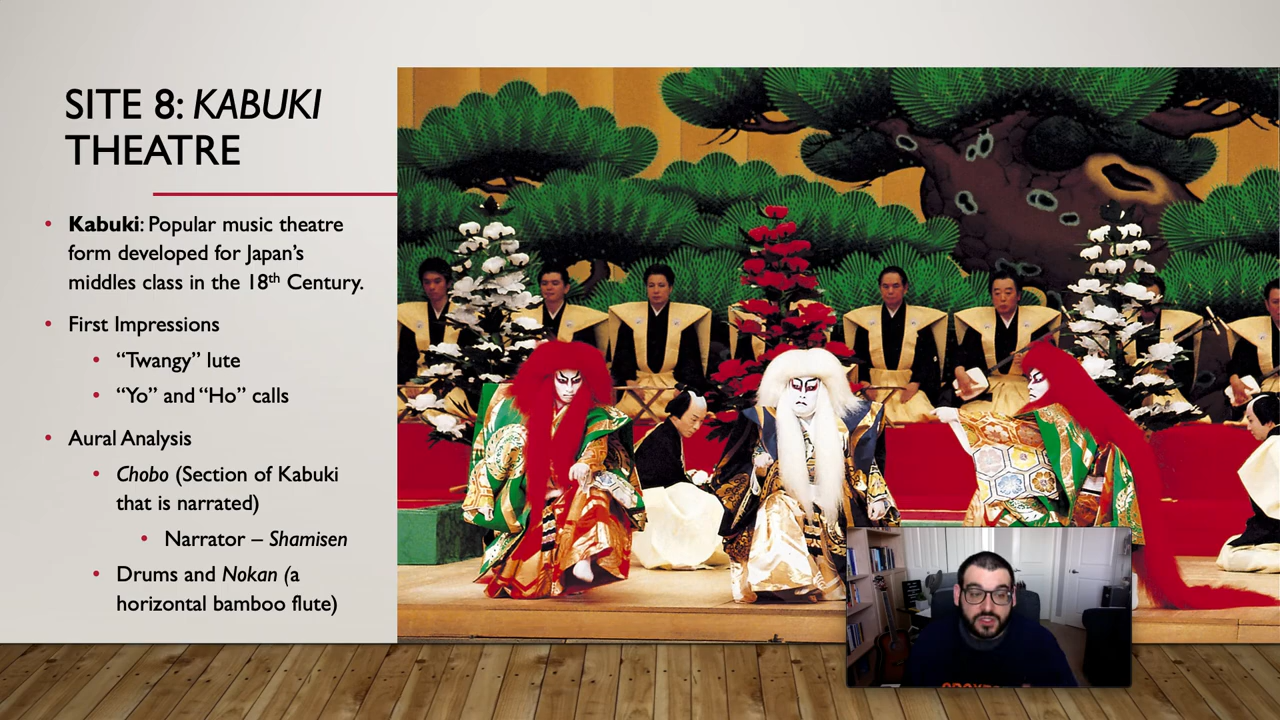 SITE 8: KABUKI
THEATRE
• Kabuki: Popular music theatre
form developed for Japan’s
middles class in the 18th Century.
• First Impressions
• “Twangy” lute
• “Yo” and “Ho” calls
• Aural Analysis
• Chobo (Section of Kabuki
that is narrated)
• Narrator – Shamisen
• Drums and Nokan (a
horizontal bamboo flute)